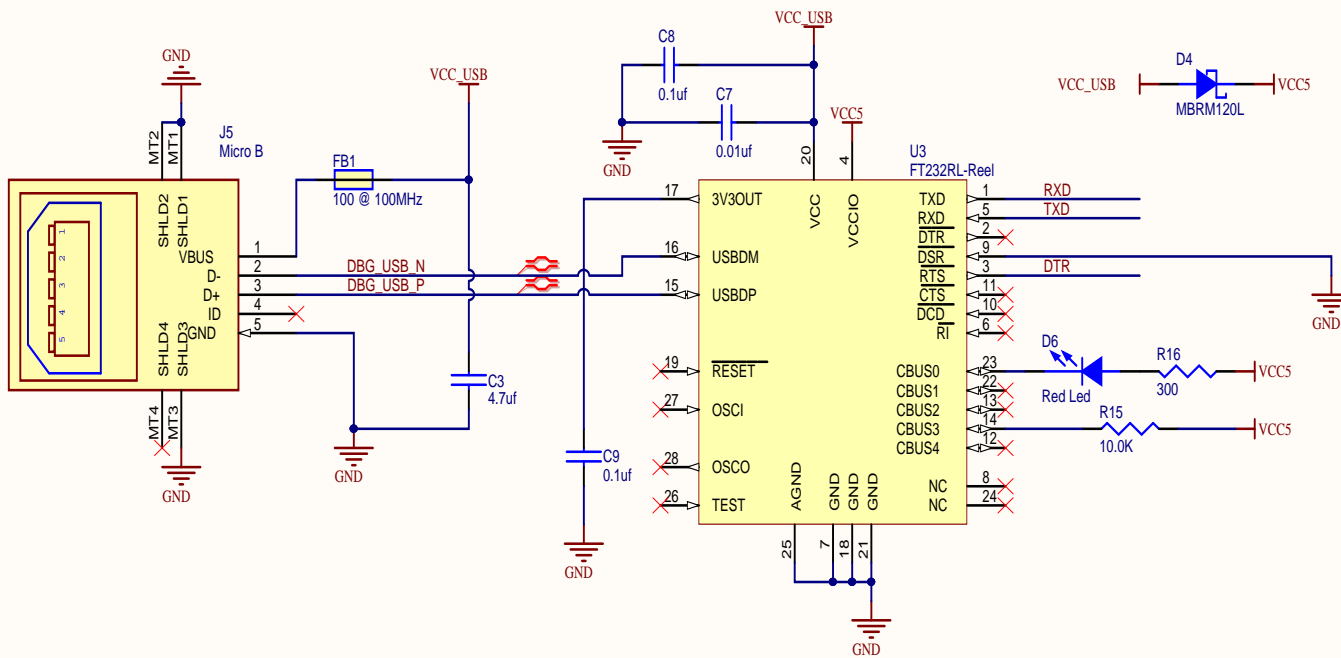 GND
MT2
MT1
J5
Micro B
SHLD2
SHLD1
1
2
3
4
5
VBUS
D-
D+
ID
GND
1
2
3
4
5
SHLD4
SHLD3
MT4
MT3
GND
FB1
100 @ 100MHz
VCC_USB
DBG_USB_N
DBG_USB_P
C3
4.7uf
GND
C8
0.1uf
C7
0.01uf
GND
VCC_USB
VCC5
20
4
U3
FT232RL-Reel
VCC
VCCIO
17
3V3OUT
16
USBDM
15
USBDP
19
RESET
27
OSCI
28
OSCO
26
TEST
C9
0.1uf
GND
TXD
1
RXD
RXD
5
TXD
DTR
2
DSR
9
RTS
3
DTR
CTS
11
DCD
10
RI
6
CBUS0
23
CBUS1
22
CBUS2
13
CBUS3
14
CBUS4
12
NC
8
NC
24
AGND
GND
GND
GND
25
7
18
21
GND
D6
Red Led
R16
300
VCC5
R15
10.0K
VCC5
GND
VCC_USB
D4
MBRM120L
VCC5